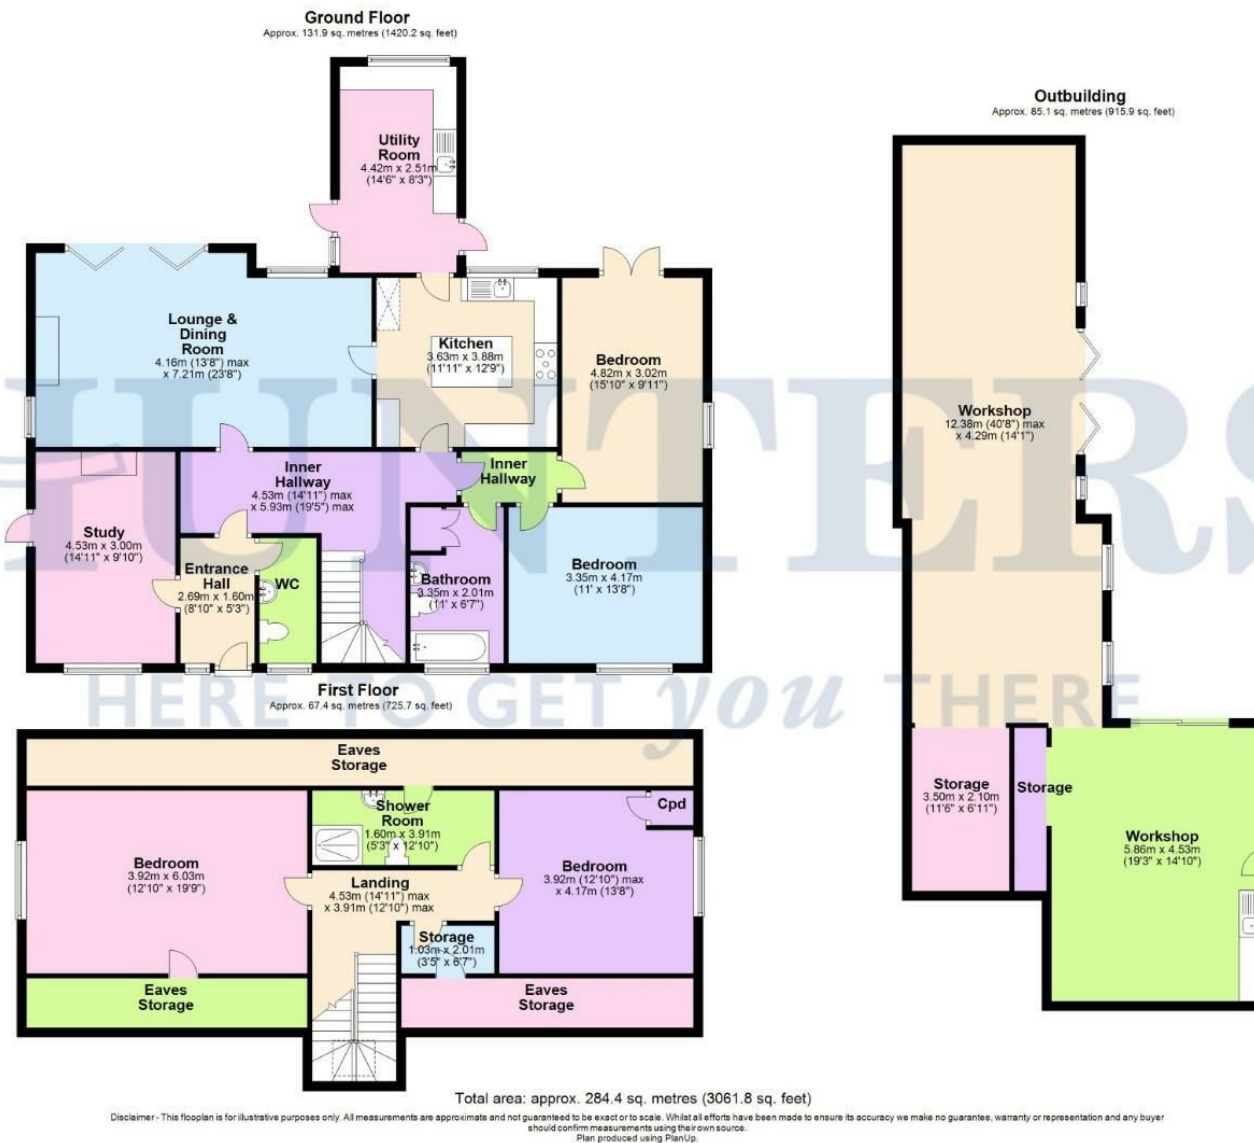 Ground Floor
Approx. 131.9 sq. metres (1420.2 sq. feet)
Utility
Room
4.42m x 2.51m
(14'6" x 8'3")
Lounge &
Dining
Room
4.16m (13'8") max
x 7.21m (23'8")
Kitchen
3.63m x 3.88m
(11'11" x 12'9")
Bedroom
4.82m x 3.02m
(15'10" x 9'11")
Inner
Hallway
4.53m (14'11") max
x 5.93m (19'5") max
Inner
Hallway
Study
4.53m x 3.00m
(14'11" x 9'10")
Entrance
Hall
2.69m x 1.60m
(8'10" x 5'3")
WC
Bathroom
3.35m x 2.01m
(11' x 6'7")
Bedroom
3.35m x 4.17m
(11' x 13'8")
First Floor
Approx. 67.4 sq. metres (725.7 sq. feet)
Eaves
Storage
Shower
Room
1.60m x 3.91m
(5'3" x 12'10")
Cpd
Bedroom
3.92m x 6.03m
(12'10" x 19'9")
Landing
4.53m (14'11") max
x 3.91m (12'10") max
Bedroom
3.92m (12'10") max
x 4.17m (13'8")
Storage
1.03m x 2.01m
(3'5" x 6'7")
Eaves
Storage
Eaves
Storage
Outbuilding
Approx. 85.1 sq. metres (915.9 sq. feet)
Workshop
12.38m (40'8") max
x 4.29m (14'1")
Storage
3.50m x 2.10m
(11'6" x 6'11")
Storage
Workshop
5.86m x 4.53m
(19'3" x 14'10")
HUNTERS
HERE TO GET you THERE
Total area: approx. 284.4 sq. metres (3061.8 sq. feet)
Disclaimer - This floorplan is for illustrative purposes only. All measurements are approximate and not guaranteed to be exact or to scale. Whilst all efforts have been made to ensure its accuracy we make no guarantee, warranty or representation and any buyer
should confirm measurements using their own source.
Plan produced using PlanUp.